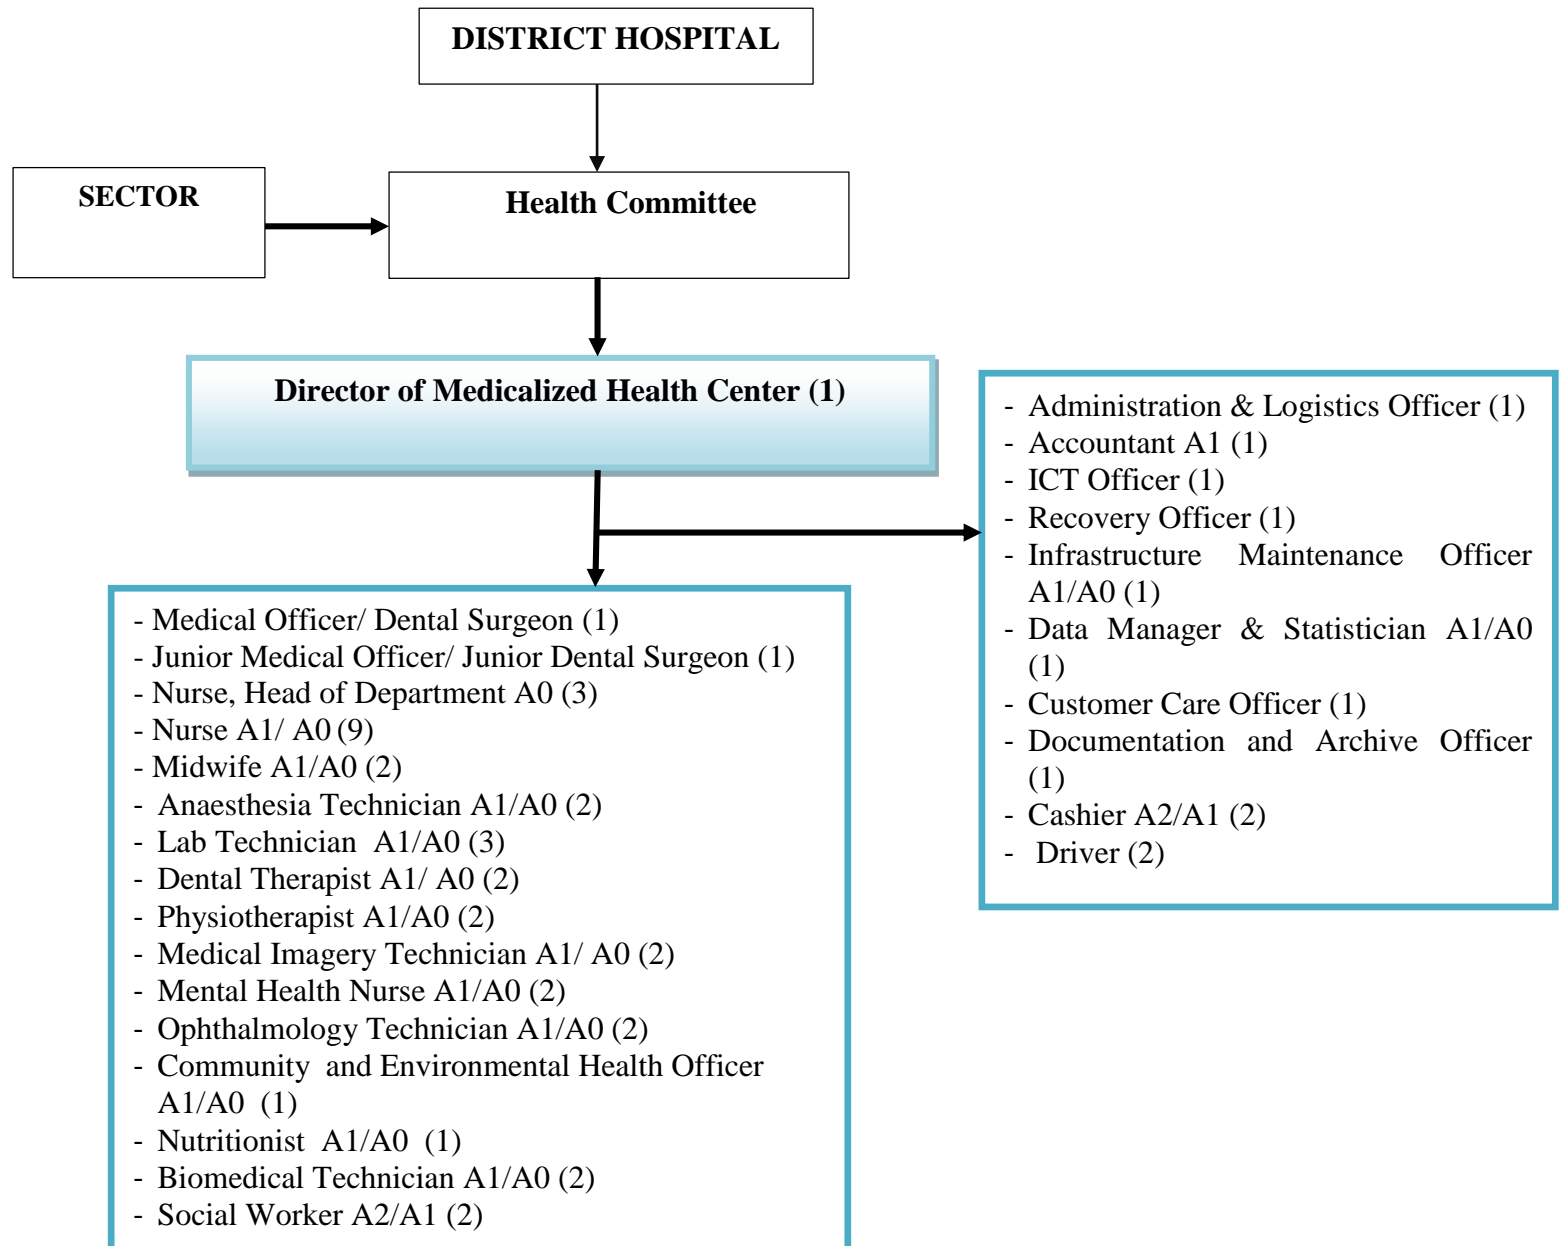 DISTRICT HOSPITAL
SECTOR
Health Committee
Director of Medicalized Health Center (1)
- Administration & Logistics Officer (1)
- Accountant A1 (1)
- ICT Officer (1)
- Recovery Officer (1)
- Infrastructure Maintenance Officer
A1/A0 (1)
- Data Manager & Statistician A1/A0
(1)
- Customer Care Officer (1)
- Documentation and Archive Officer
(1)
- Cashier A2/A1 (2)
- Driver (2)
- Medical Officer/ Dental Surgeon (1)
- Junior Medical Officer/ Junior Dental Surgeon (1)
- Nurse, Head of Department A0 (3)
- Nurse A1/ A0 (9)
- Midwife A1/A0 (2)
- Anaesthesia Technician A1/A0 (2)
- Lab Technician A1/A0 (3)
- Dental Therapist A1/ A0 (2)
- Physiotherapist A1/A0 (2)
- Medical Imagery Technician A1/ A0 (2)
- Mental Health Nurse A1/A0 (2)
- Ophthalmology Technician A1/A0 (2)
- Community and Environmental Health Officer
A1/A0 (1)
- Nutritionist A1/A0 (1)
- Biomedical Technician A1/A0 (2)
- Social Worker A2/A1 (2)